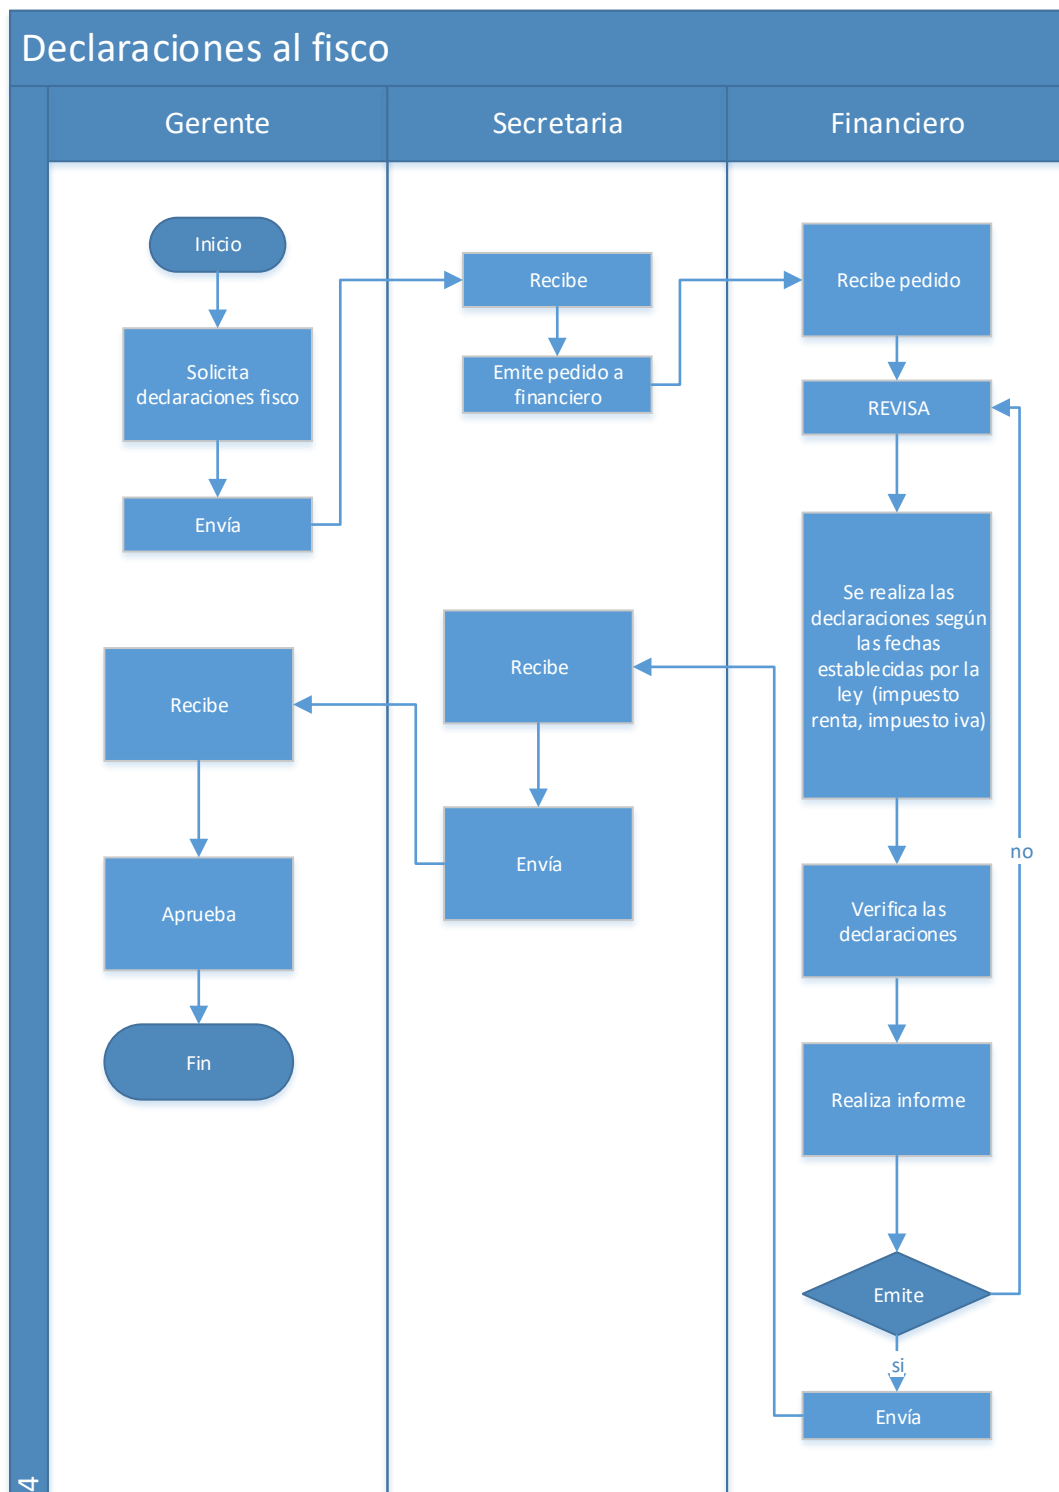 Declaraciones al fisco
Gerente
Secretaria
Financiero
Inicio
Solicita
declaraciones fisco
Envía
Recibe
Emite pedido a
financiero
Recibe pedido
REVISA
Se realiza las
declaraciones según
las fechas
establecidas por la
ley (impuesto
renta, impuesto iva)
Verifica las
declaraciones
Realiza informe
Emite
no
si
Envía
Recibe
Envía
Recibe
Aprueba
Fin
4